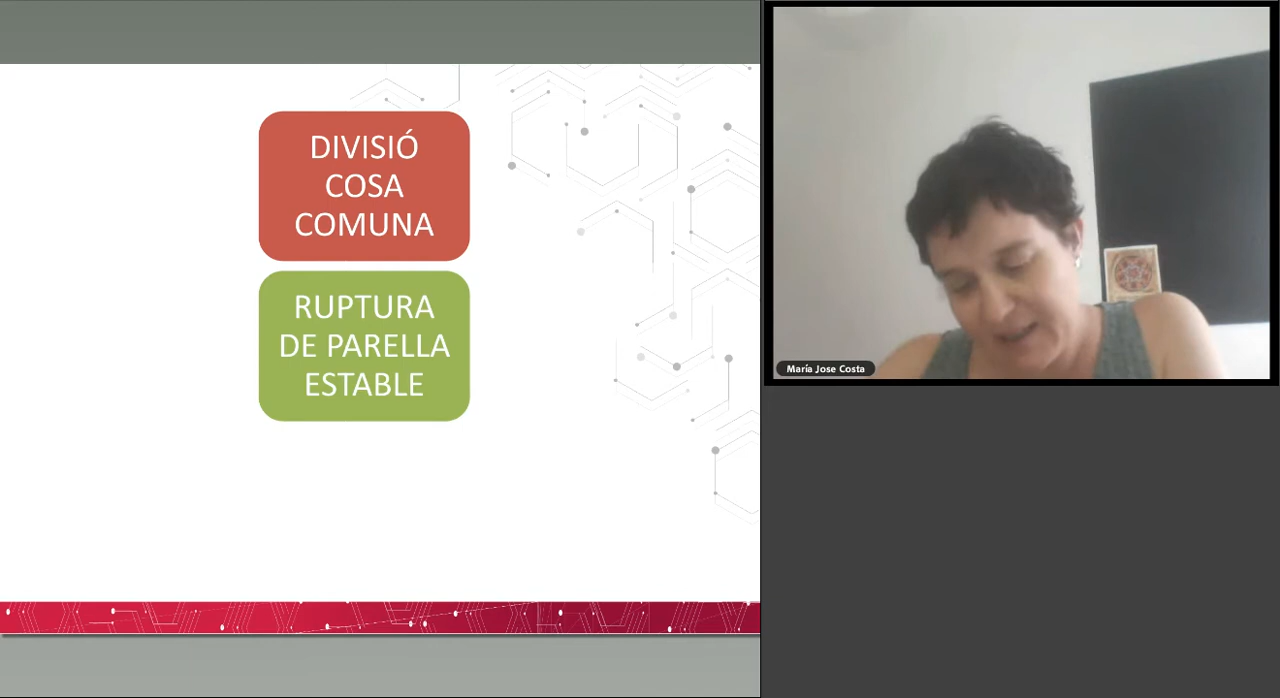 DIVISIÓ
COSA
COMUNA
RUPTURA
DE PARELLA
ESTABLE
María Jose Costa